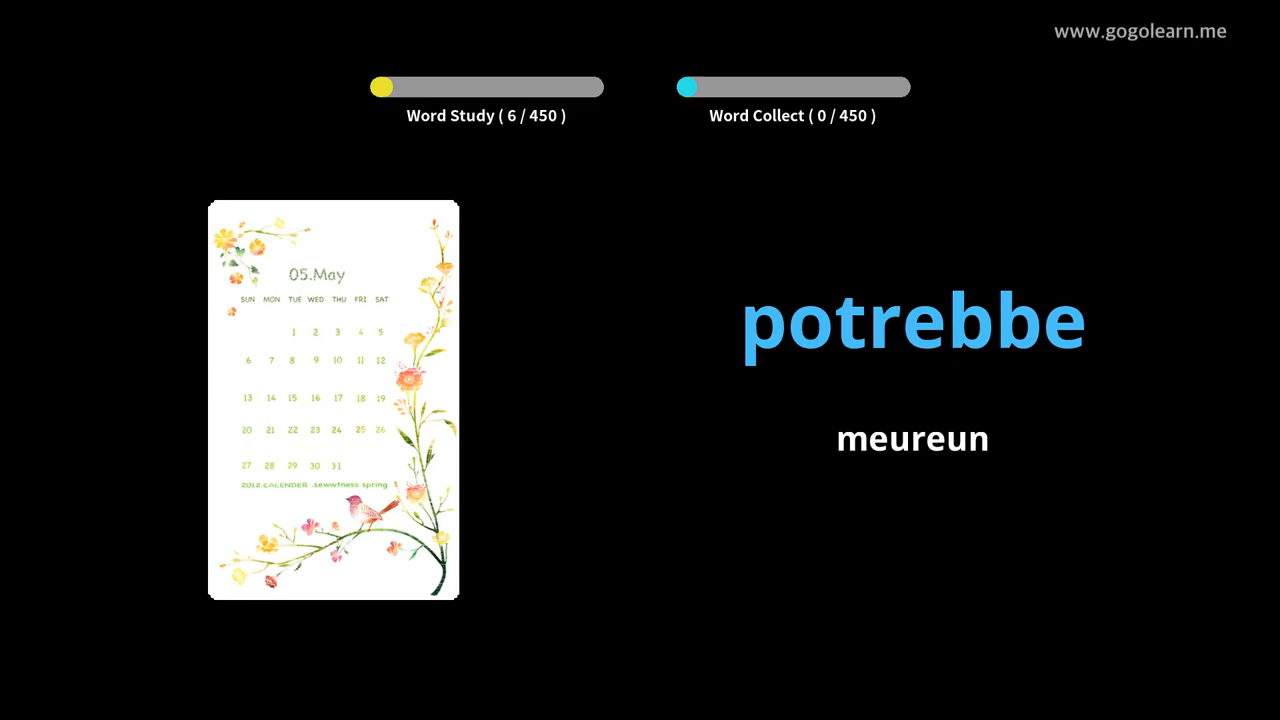 www.gogolearn.me
Word Study ( 6 / 450 )
Word Collect ( 0 / 450 )
05.May
SUN MON TUE WED THU FRI SAT
1 2 3 4 5
6 7 8 9 10 11 12
13 14 15 16 17 18 19
20 21 22 23 24 25 26
27 28 29 30 31
2012.CALENDER .sewwtness spring.
potrebbe
meureun